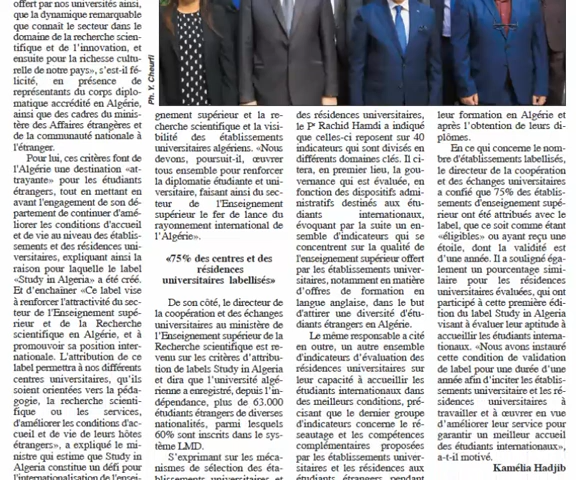 offert par nos universités ainsi,
que la dynamique remarquable
que connaît le secteur dans le
domaine de la recherche scien-
tifique et de l'innovation, et
ensuite pour la richesse cultu-
relle de notre pays», s'est-il fé-
licité, en présence de
représentants du corps diplo-
matique accrédité en Algérie,
ainsi que des cadres du minis-
tère des Affaires étrangères et
de la communauté nationale à
l'étranger.
Pour lui, ces critères font de
l'Algérie une destination «at-
trayante» pour les étudiants
étrangers, tout en mettant en
avant l'engagement de son dé-
partement de continuer d'amé-
liorer les conditions d'accueil
et de vie au niveau des établis-
sements et des résidences uni-
versitaires, expliquant ainsi la
raison pour laquelle le label
«Study in Algeria» a été créé.
Et d'enchaîner «Ce label vise
à renforcer l'attractivité du sec-
teur de l'Enseignement supé-
rieur et de la Recherche
scientifique en Algérie, et à
promouvoir sa position inter-
nationale. L'attribution de ce
label permettra à nos différents
centres universitaires, qu'ils
soient orientés vers la péda-
gogie, la recherche scienti-
fique ou les services,
d'améliorer les conditions d'ac-
cueil et de vie de leurs hôtes
étrangers», a expliqué le mi-
nistre qui estime que Study in
Algeria constitue un défi pour
l'internationalisation de l'ensei-
Ph. Y. Cheurfi
gnement supérieur et la re-
cherche scientifique et la visi-
bilité des établissements
universitaires algériens. «Nous
devons, poursuit-il, œuvrer
tous ensemble pour renforcer
la diplomatie étudiante et uni-
versitaire, faisant ainsi du sec-
teur de l'Enseignement
supérieur le fer de lance du
rayonnement international de
l'Algérie».
«75% des centres et des
résidences
universitaires labellisés»
De son côté, le directeur de
la coopération et des échanges
universitaires au ministère de
l'Enseignement supérieur de la
Recherche scientifique est re-
venu sur les critères d'attribu-
tion de labels Study in Algeria
et dira que l'université algé-
rienne a enregistré, depuis l'in-
dépendance, plus de 63.000
étudiants étrangers de diverses
nationalités, parmi lesquels
60% sont inscrits dans le sys-
tème LMD.
S'exprimant sur les méca-
nismes de sélection des éta-
blissements universitaires et
des résidences universitaires,
le Pr Rachid Hamdi a indiqué
que celles-ci reposent sur 40
indicateurs qui sont divisés en
différents domaines clés. Il ci-
tera, en premier lieu, la gou-
vernance qui est évaluée, en
fonction des dispositifs admi-
nistratifs destinés aux étu-
diants internationaux,
évoquant par la suite un en-
semble d'indicateurs qui se
concentrent sur la qualité de
l'enseignement supérieur offert
par les établissements univer-
sitaires, notamment en matière
d'offres de formation en
langue anglaise, dans le but
d'attirer une diversité d'étu-
diants étrangers en Algérie.
Le même responsable a cité
en outre, un autre ensemble
d'indicateurs d'évaluation des
résidences universitaires sur
leur capacité à accueillir les
étudiants internationaux dans
des meilleurs conditions, pré-
cisant que le dernier groupe
d'indicateurs concerne le ré-
seautage et les compétences
complémentaires proposées
par les établissements univer-
sitaires et les résidences aux
étudiants étrangers pendant
leur formation en Algérie et
après l'obtention de leurs di-
plômes.
En ce qui concerne le nom-
bre d'établissements labellisés,
le directeur de la coopération
et des échanges universitaires
a confié que 75% des établis-
sements d'enseignement supé-
rieur ont été attribués avec le
label, que ce soit comme étant
«éligibles» ou ayant reçu une
étoile, dont la validité est
d'une année. Il a souligné éga-
lement un pourcentage simi-
laire pour les résidences
universitaires évaluées, qui ont
participé à cette première édi-
tion du label Study in Algeria
visant à évaluer leur aptitude à
accueillir les étudiants interna-
tionaux. «Nous avons instauré
cette condition de validation
de label pour une durée d'une
année afin d'inciter les établis-
sements universitaire et les ré-
sidences universitaires à
travailler et à œuvrer en vue
d'améliorer leur service pour
garantir un meilleur accueil
des étudiants internationaux»,
a-t-il motivé.
Kamélia Hadjib